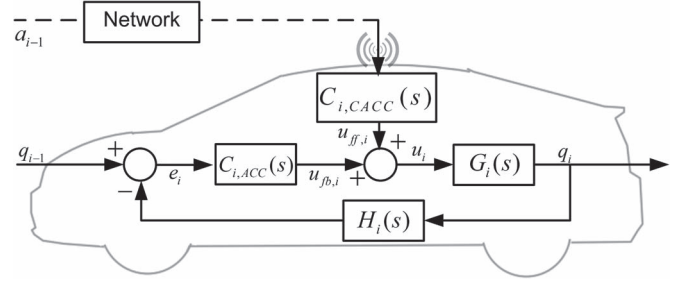 Network
a_{i-1}
C_{i,CACC}(s)
u_{ff,i} +
q_{i-1} + e_i C_{i,ACC}(s) u_{fb,i} + u_i G_i(s) q_i
−
H_i(s)